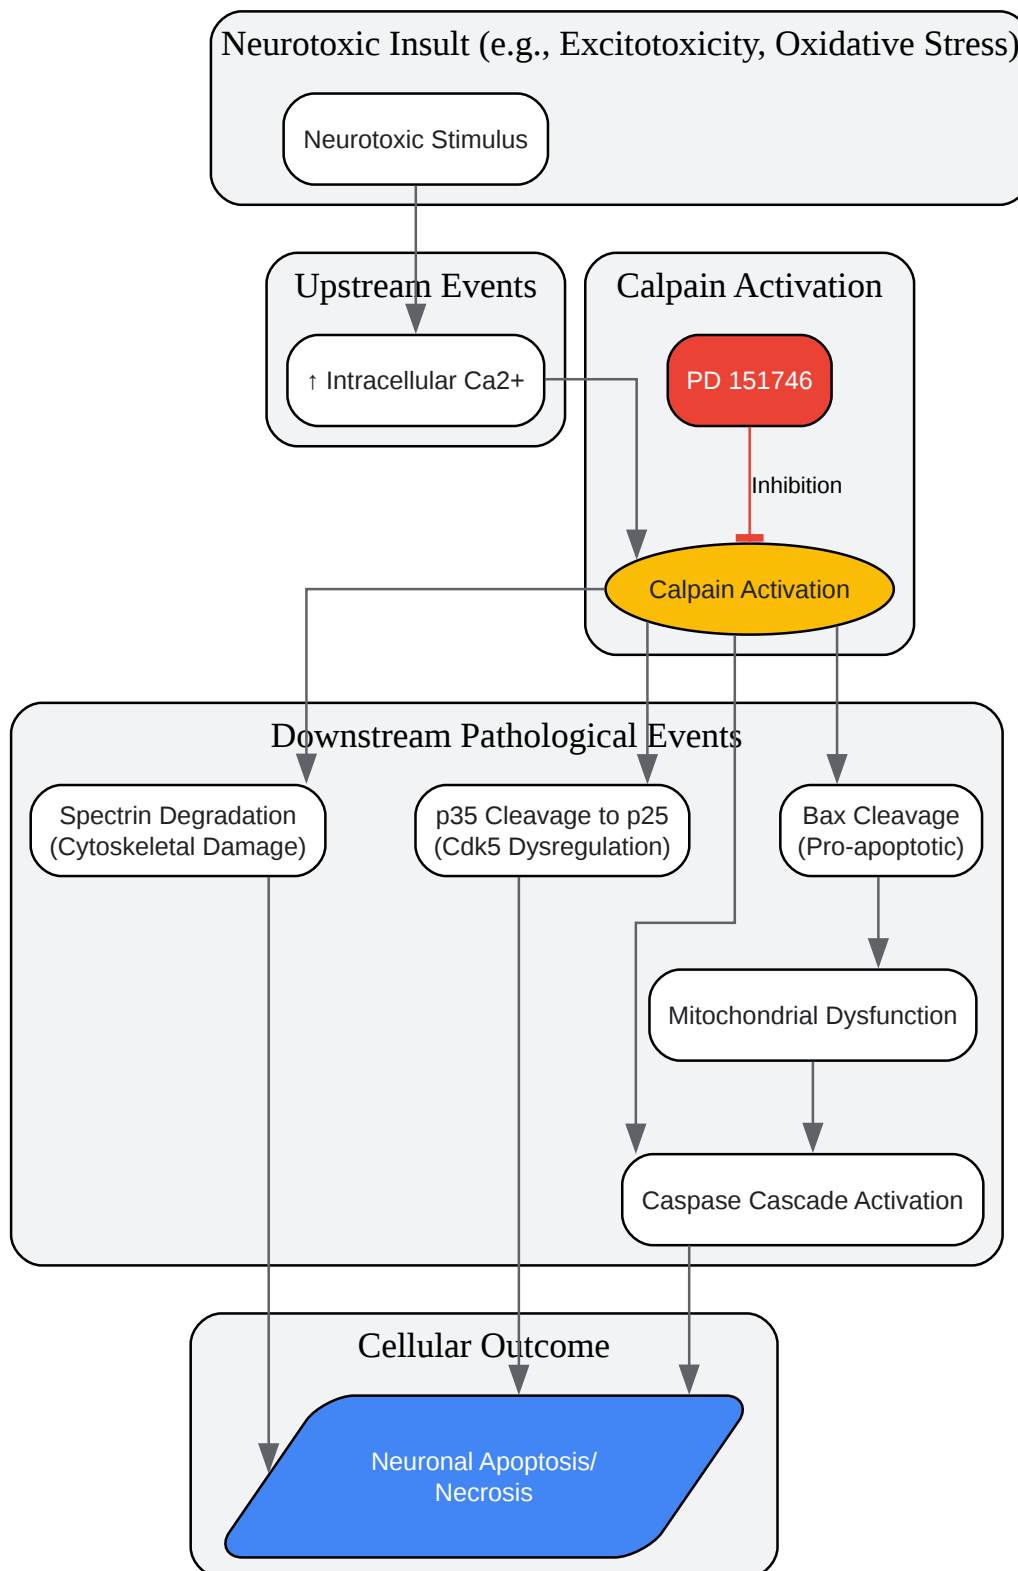 Neurotoxic Insult (e.g., Excitotoxicity, Oxidative Stress)
Neurotoxic Stimulus
Upstream Events
↑ Intracellular Ca2+
Calpain Activation
PD 151746
Inhibition
Calpain Activation
Downstream Pathological Events
Spectrin Degradation
(Cytoskeletal Damage)
p35 Cleavage to p25
(Cdk5 Dysregulation)
Bax Cleavage
(Pro-apoptotic)
Mitochondrial Dysfunction
Caspase Cascade Activation
Cellular Outcome
Neuronal Apoptosis/
Necrosis